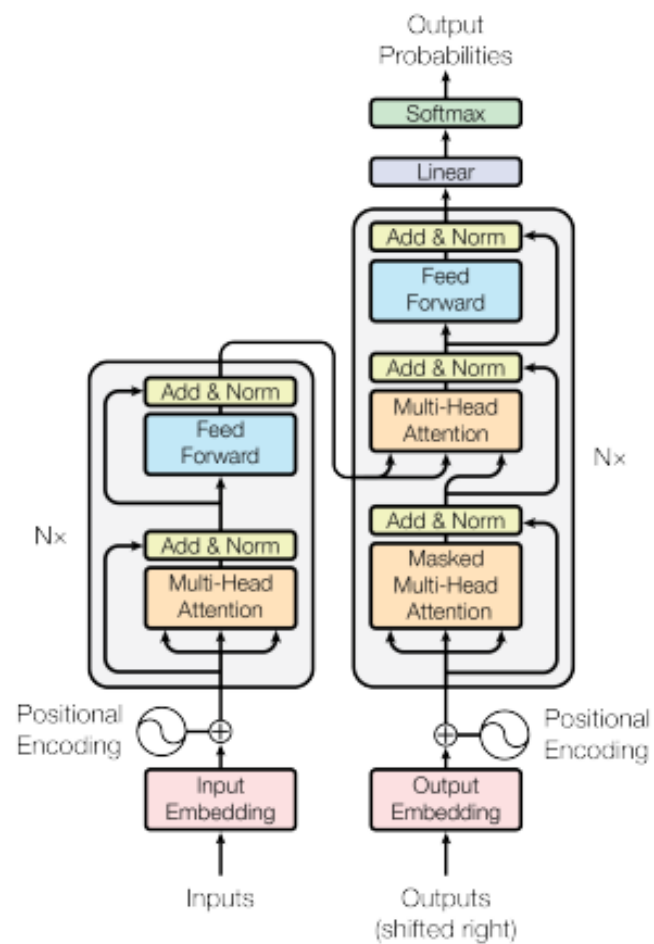 Output
Probabilities
Softmax
Linear
Add & Norm
Feed
Forward
Add & Norm
Multi-Head
Attention
Add & Norm
Masked
Multi-Head
Attention
N×
Add & Norm
Feed
Forward
Add & Norm
Multi-Head
Attention
N×
Positional
Encoding
Positional
Encoding
Input
Embedding
Output
Embedding
Inputs
Outputs
(shifted right)